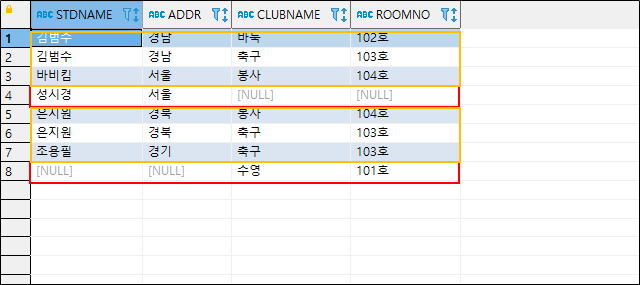 ABC STDNAME ABC ADDR ABC CLUBNAME ABC ROOMNO
1 김범수 경남 바둑 102호
2 김범수 경남 축구 103호
3 바비킴 서울 봉사 104호
4 성시경 서울 [NULL] [NULL]
5 은지원 경북 봉사 104호
6 은지원 경북 축구 103호
7 조용필 경기 축구 103호
8 [NULL] [NULL] 수영 101호